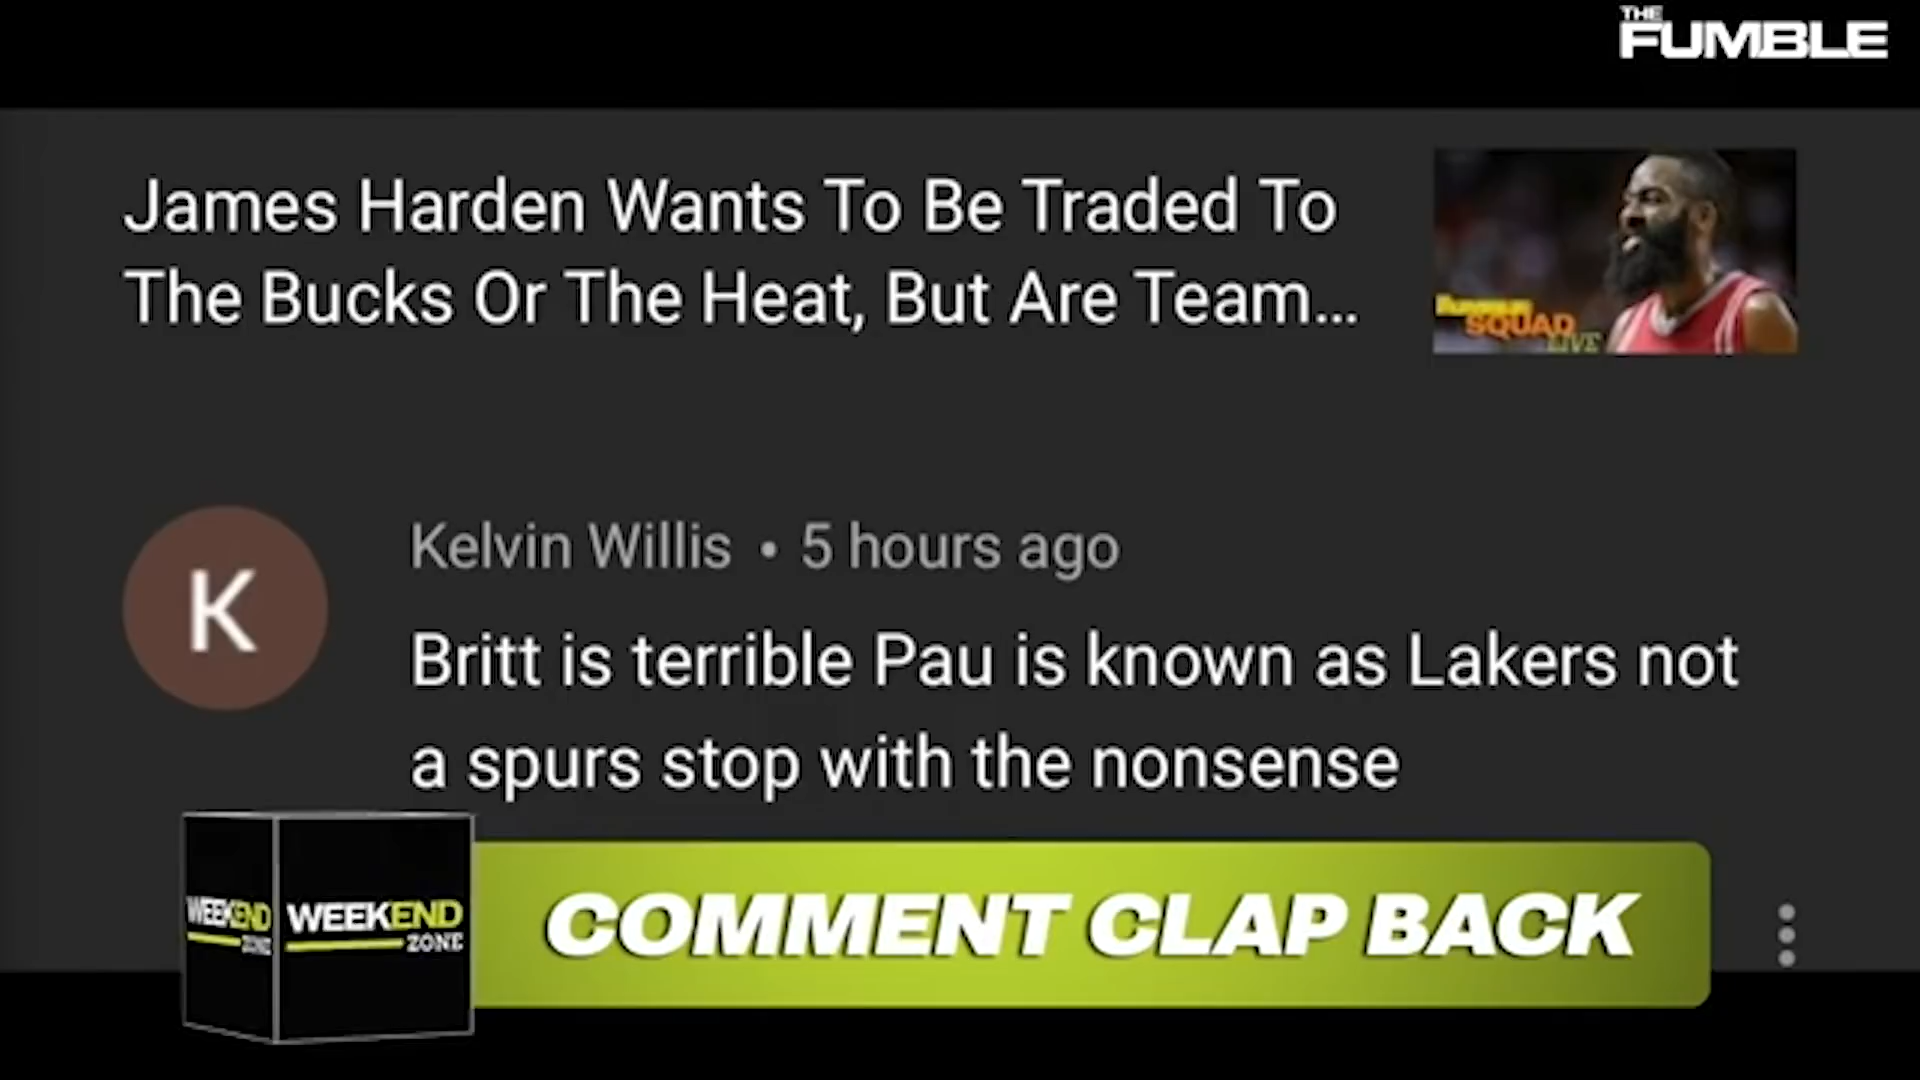 THE
FUMBLE
James Harden Wants To Be Traded To
The Bucks Or The Heat, But Are Team...
SQUAD
LIVE
Kelvin Willis • 5 hours ago
K
Britt is terrible Pau is known as Lakers not
a spurs stop with the nonsense
WEEKEND
ZONE
WEEKEND
ZONE
COMMENT CLAP BACK